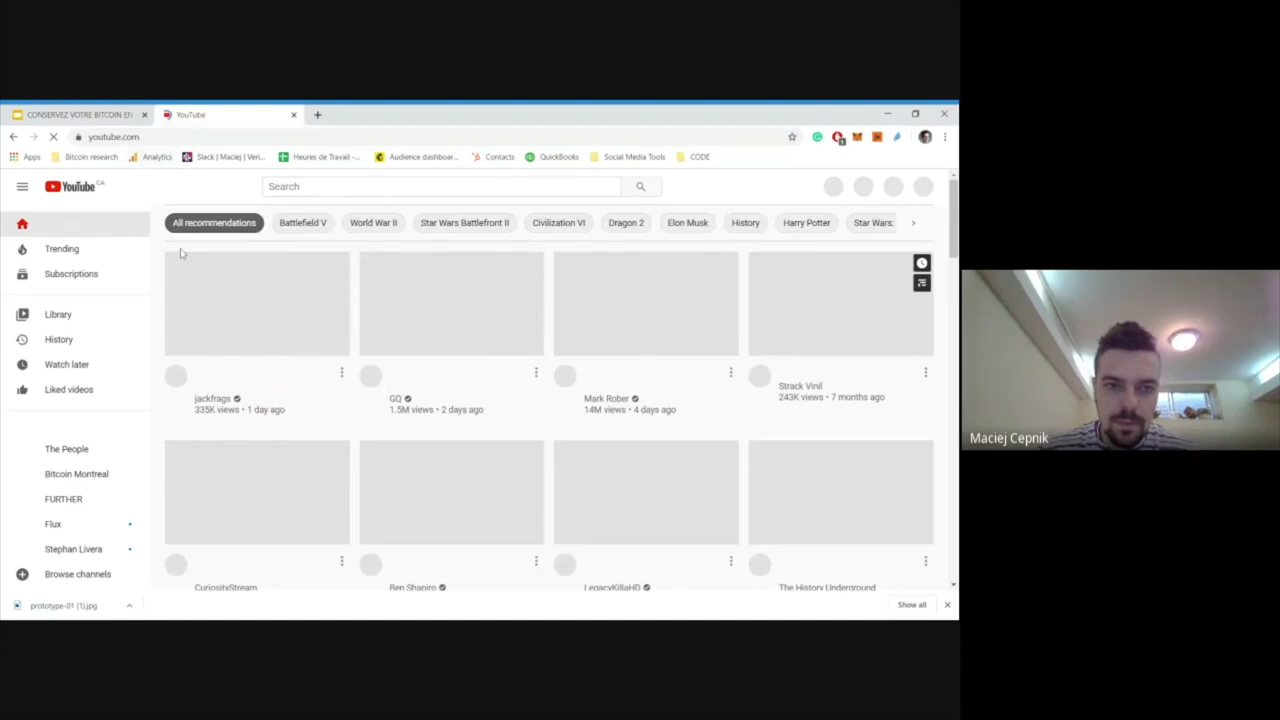 CONSERVEZ VOTRE BITCOIN EN
YouTube
youtube.com
Apps
Bitcoin research
Analytics
Slack | Maciej | Veri...
Heures de Travail -...
Audience dashboar...
Contacts
QuickBooks
Social Media Tools
CODE
YouTube CA
Search
All recommendations
Battlefield V
World War II
Star Wars Battlefront II
Civilization VI
Dragon 2
Elon Musk
History
Harry Potter
Star Wars:
Trending
Subscriptions
Library
History
Watch later
Liked videos
The People
Bitcoin Montreal
FURTHER
Flux
Stephan Livera
Browse channels
jackfrags
335K views • 1 day ago
GQ
1.5M views • 2 days ago
Mark Rober
14M views • 4 days ago
Strack Vinil
243K views • 7 months ago
CuriosityStream
Ben Shapiro
LegacyKillaHD
The History Underground
prototype-01 (1).jpg
Show all
Maciej Cepnik